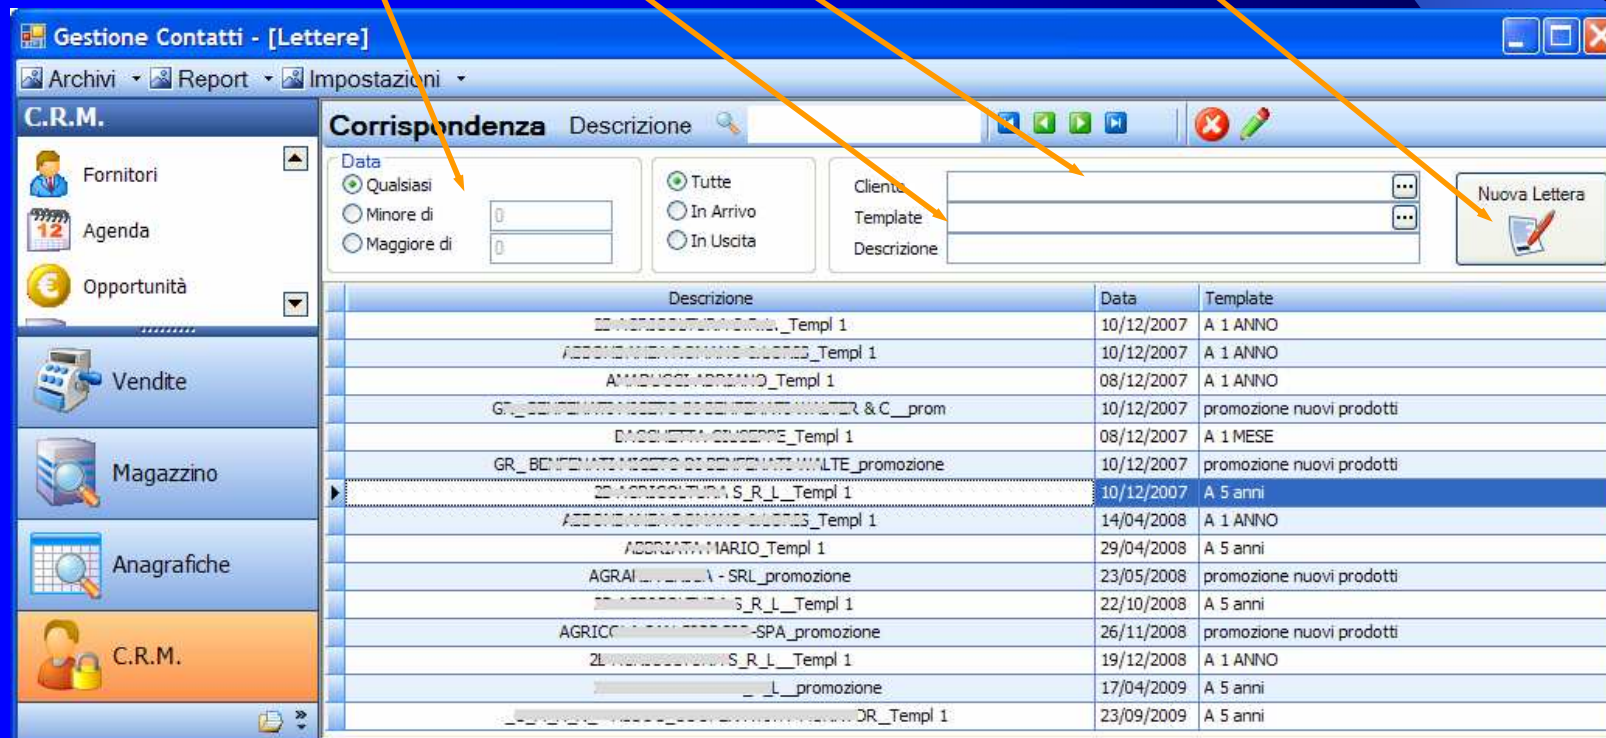 Gestione Contatti - [Lettere]
Archivi Report Impostazioni
C.R.M.
Fornitori
12
Agenda
Opportunità
Vendite
Magazzino
Anagrafiche
C.R.M.
Corrispondenza Descrizione
Data
Qualsiasi
Minore di 0
Maggiore di 0
Tutte
In Arrivo
In Uscita
Cliente
Template
Descrizione
Nuova Lettera
Descrizione Data Template
_Templ 1 10/12/2007 A 1 ANNO
_Templ 1 10/12/2007 A 1 ANNO
_Templ 1 08/12/2007 A 1 ANNO
& C__prom 10/12/2007 promozione nuovi prodotti
_Templ 1 08/12/2007 A 1 MESE
_promozione 10/12/2007 promozione nuovi prodotti
S_R_L__Templ 1 10/12/2007 A 5 anni
_Templ 1 14/04/2008 A 1 ANNO
MARIO_Templ 1 29/04/2008 A 5 anni
- SRL_promozione 23/05/2008 promozione nuovi prodotti
S_R_L__Templ 1 22/10/2008 A 5 anni
-SPA_promozione 26/11/2008 promozione nuovi prodotti
S_R_L__Templ 1 19/12/2008 A 1 ANNO
_L__promozione 17/04/2009 A 5 anni
_Templ 1 23/09/2009 A 5 anni